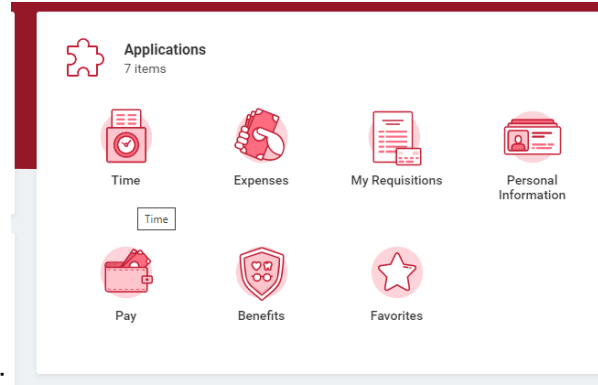 Applications
7 items
Time
Expenses
My Requisitions
Personal
Information
Time
Pay
Benefits
Favorites
.